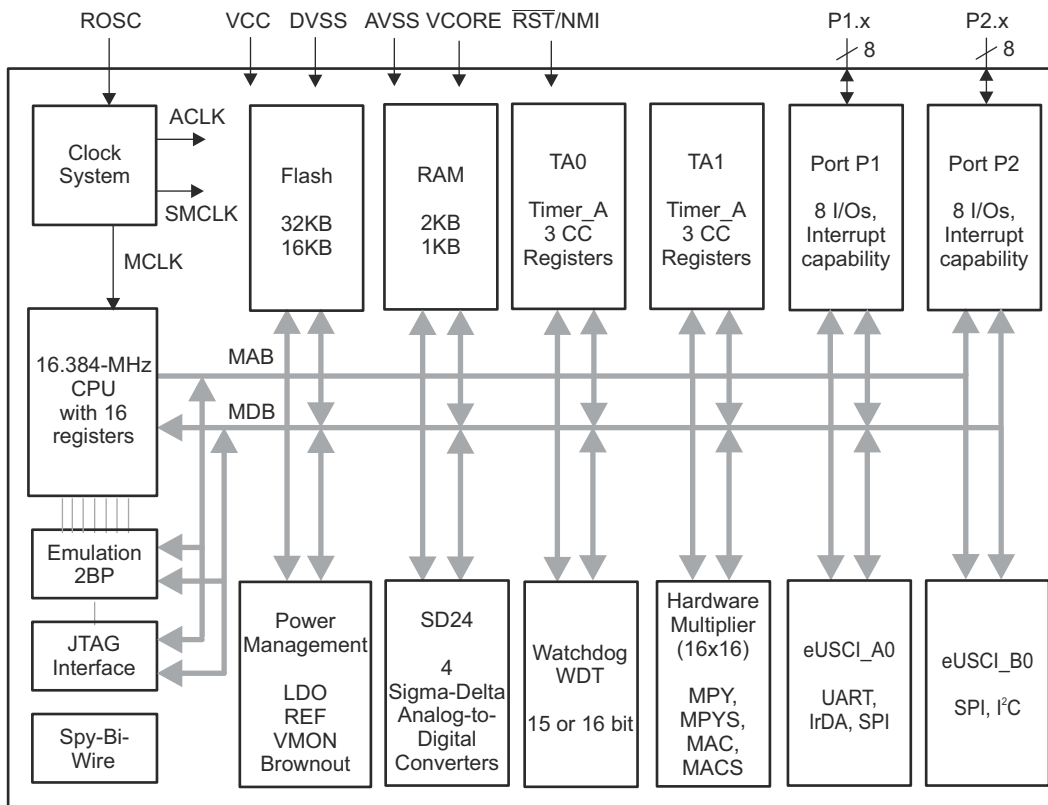 ROSC
VCC
DVSS
AVSS
VCORE
RST/NMI
P1.x
P2.x
8
8
Clock
System
ACLK
SMCLK
MCLK
Flash
32KB
16KB
RAM
2KB
1KB
TA0
Timer_A
3 CC
Registers
TA1
Timer_A
3 CC
Registers
Port P1
8 I/Os,
Interrupt
capability
Port P2
8 I/Os,
Interrupt
capability
16.384-MHz
CPU
with 16
registers
MAB
MDB
Emulation
2BP
JTAG
Interface
Spy-Bi-
Wire
Power
Management
LDO
REF
VMON
Brownout
SD24
4
Sigma-Delta
Analog-to-
Digital
Converters
Watchdog
WDT
15 or 16 bit
Hardware
Multiplier
(16x16)
MPY,
MPYS,
MAC,
MACS
eUSCI_A0
UART,
IrDA, SPI
eUSCI_B0
SPI, I²C